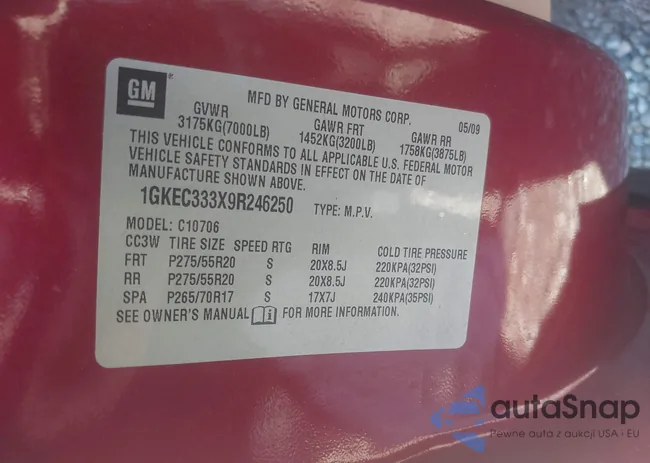 GM
MFD BY GENERAL MOTORS CORP. 05/09
GVWR GAWR FRT GAWR RR
3175KG(7000LB) 1452KG(3200LB) 1758KG(3875LB)
THIS VEHICLE CONFORMS TO ALL APPLICABLE U.S. FEDERAL MOTOR
VEHICLE SAFETY STANDARDS IN EFFECT ON THE DATE OF
MANUFACTURE SHOWN ABOVE.
1GKEC333X9R246250 TYPE: M.P.V.
MODEL: C10706
CC3W TIRE SIZE SPEED RTG RIM COLD TIRE PRESSURE
FRT P275/55R20 S 20X8.5J 220KPA(32PSI)
RR P275/55R20 S 20X8.5J 220KPA(32PSI)
SPA P265/70R17 S 17X7J 240KPA(35PSI)
SEE OWNER'S MANUAL i FOR MORE INFORMATION.
autaSnap
Pewne auta z aukcji USA i EU